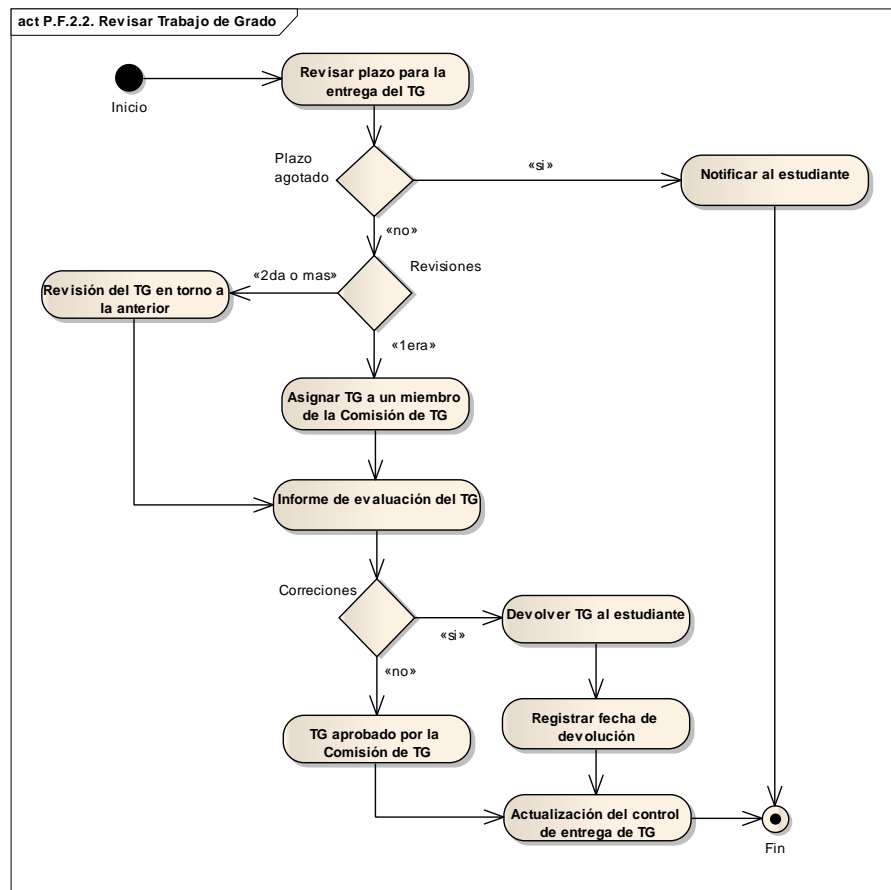 act P.F.2.2. Revisar Trabajo de Grado
Revisar plazo para la
entrega del TG
Inicio
Plazo
agotado
«si»
Notificar al estudiante
«no»
Revisiones
«2da o mas»
Revisión del TG en torno a
la anterior
«1era»
Asignar TG a un miembro
de la Comisión de TG
Informe de evaluación del TG
Correciones
Devolver TG al estudiante
«si»
«no»
Registrar fecha de
devolución
TG aprobado por la
Comisión de TG
Actualización del control
de entrega de TG
Fin